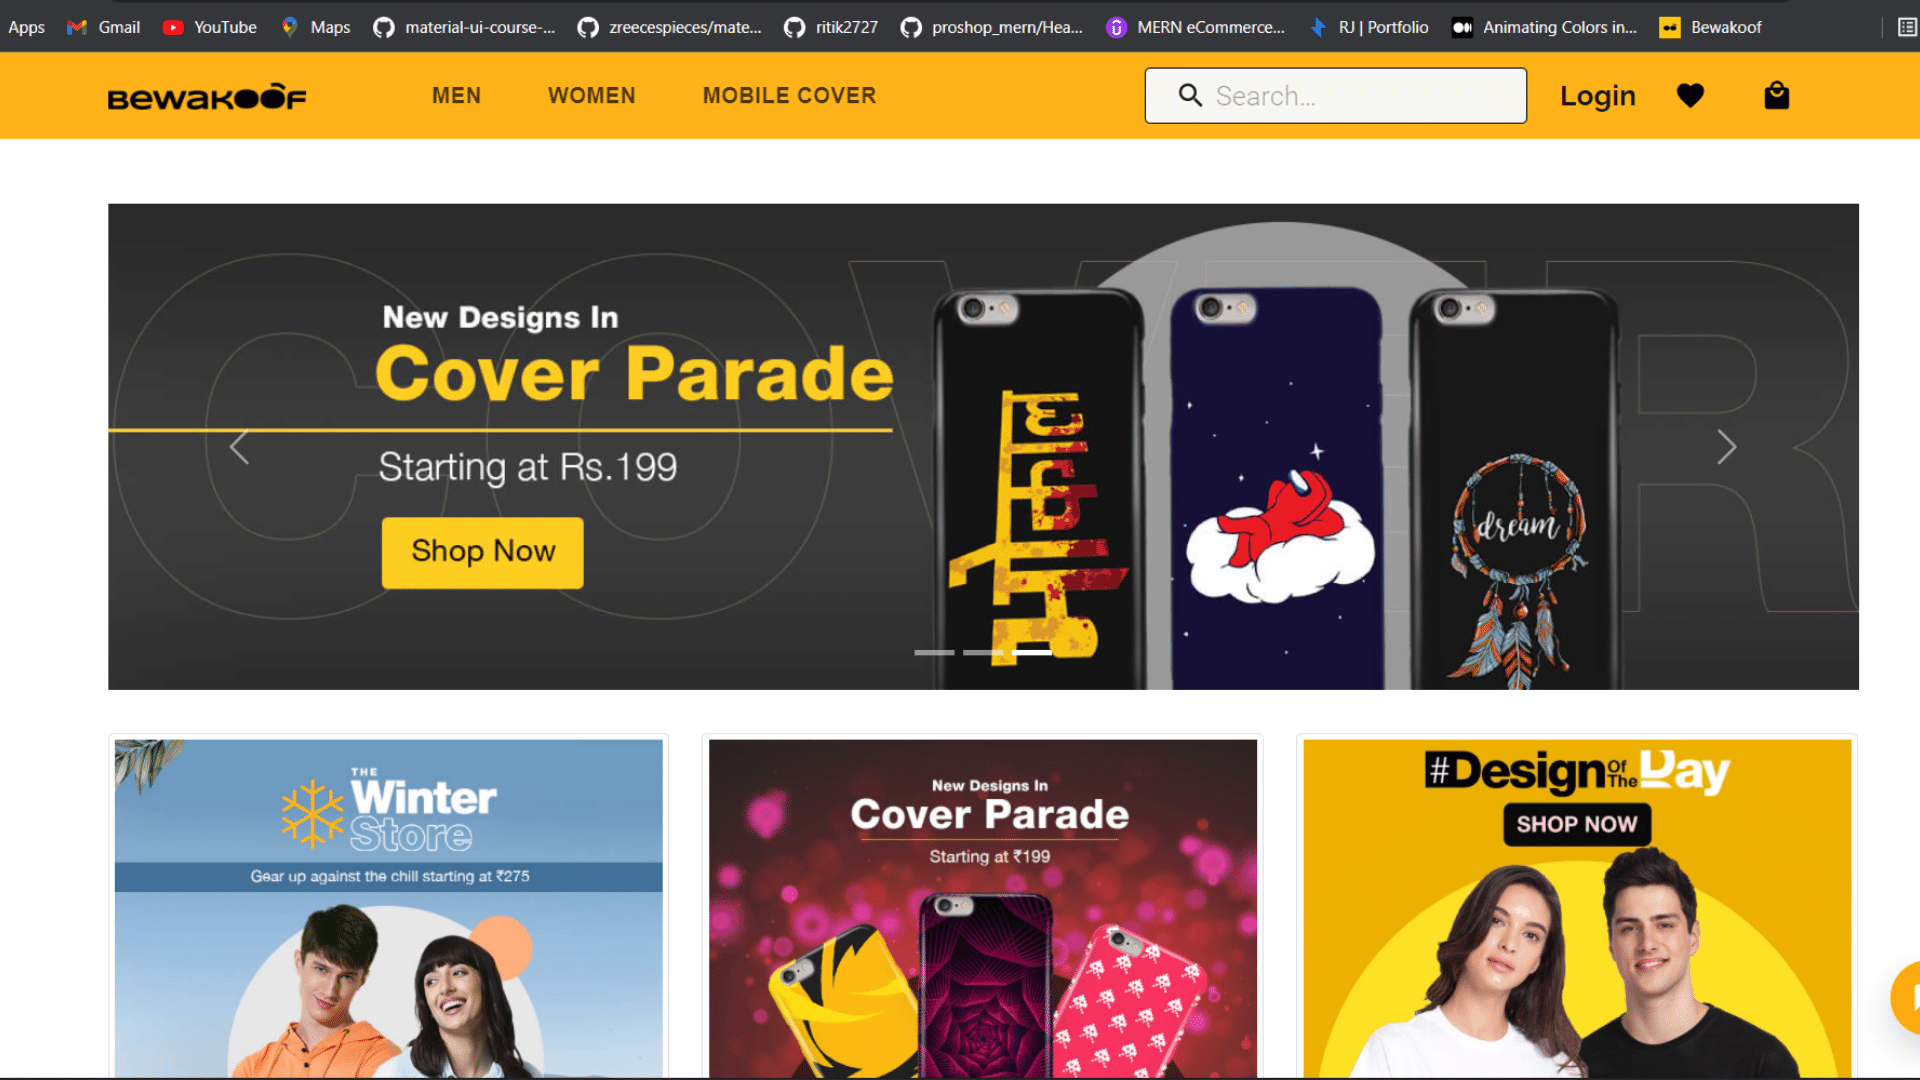 Apps Gmail YouTube Maps material-ui-course-... zreecespieces/mate... ritik2727 proshop_mern/Hea... MERN eCommerce... RJ | Portfolio Animating Colors in... Bewakoof
BEWAKOOF MEN WOMEN MOBILE COVER Search... Login
COVER
New Designs In
Cover Parade
Starting at Rs.199
Shop Now
dream
THE
Winter
Store
Gear up against the chill starting at ₹275
New Designs In
Cover Parade
Starting at ₹199
#Design Of The Day
SHOP NOW